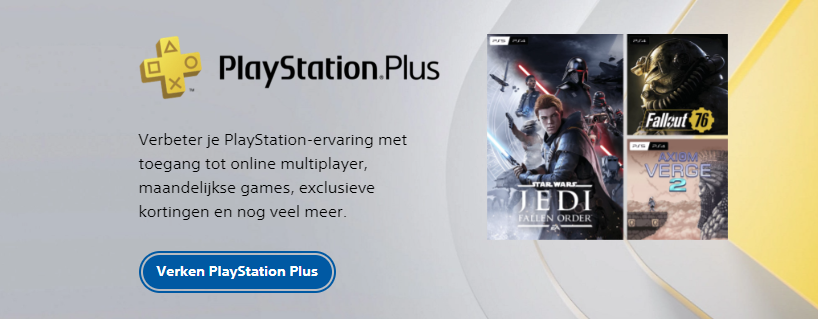 PlayStation.Plus
Verbeter je PlayStation-ervaring met
toegang tot online multiplayer,
maandelijkse games, exclusieve
kortingen en nog veel meer.
Verken PlayStation Plus
PS5 PS4
STAR WARS
JEDI
FALLEN ORDER
EA
PS4
Fallout 76
PS5 PS4
AXIOM
VERGE
2